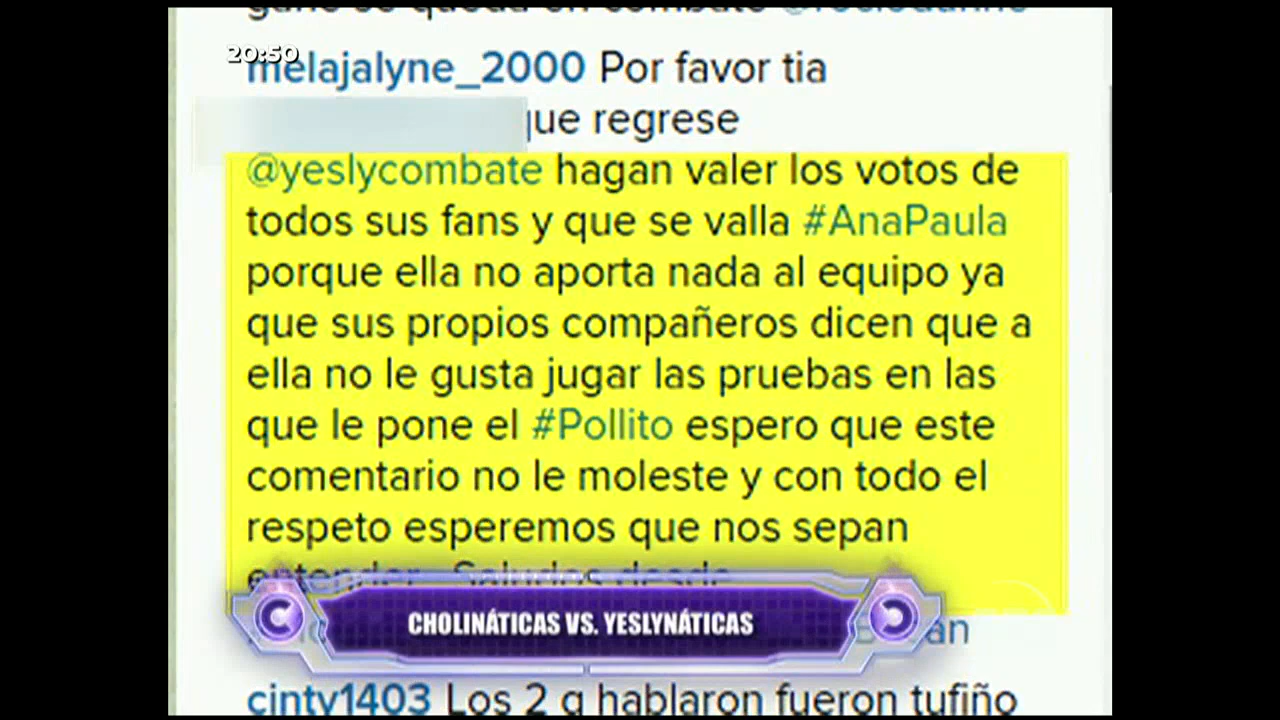 20:50
melajalyne_2000 Por favor tia
que regrese
@yeslycombate hagan valer los votos de
todos sus fans y que se valla #AnaPaula
porque ella no aporta nada al equipo ya
que sus propios compañeros dicen que a
ella no le gusta jugar las pruebas en las
que le pone el #Pollito espero que este
comentario no le moleste y con todo el
respeto esperemos que nos sepan
entender Saludos desde
CHOLINÁTICAS VS. YESLYNÁTICAS
cinty1403 Los 2 q hablaron fueron tufiño